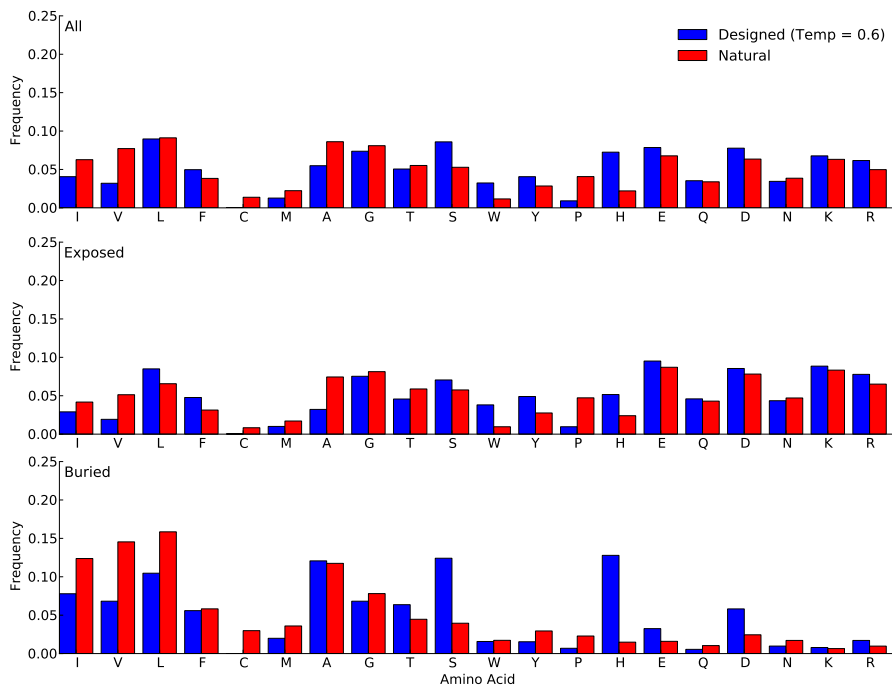 All
Designed (Temp = 0.6)
Natural
Frequency
0.25
0.20
0.15
0.10
0.05
0.00
I V L F C M A G T S W Y P H E Q D N K R
Exposed
Frequency
0.25
0.20
0.15
0.10
0.05
0.00
I V L F C M A G T S W Y P H E Q D N K R
Buried
Frequency
0.25
0.20
0.15
0.10
0.05
0.00
I V L F C M A G T S W Y P H E Q D N K R
Amino Acid